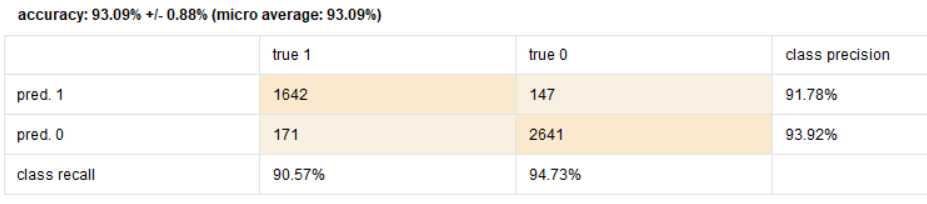 accuracy: 93.09% +/- 0.88% (micro average: 93.09%)
true 1 true 0 class precision
pred. 1 1642 147 91.78%
pred. 0 171 2641 93.92%
class recall 90.57% 94.73%